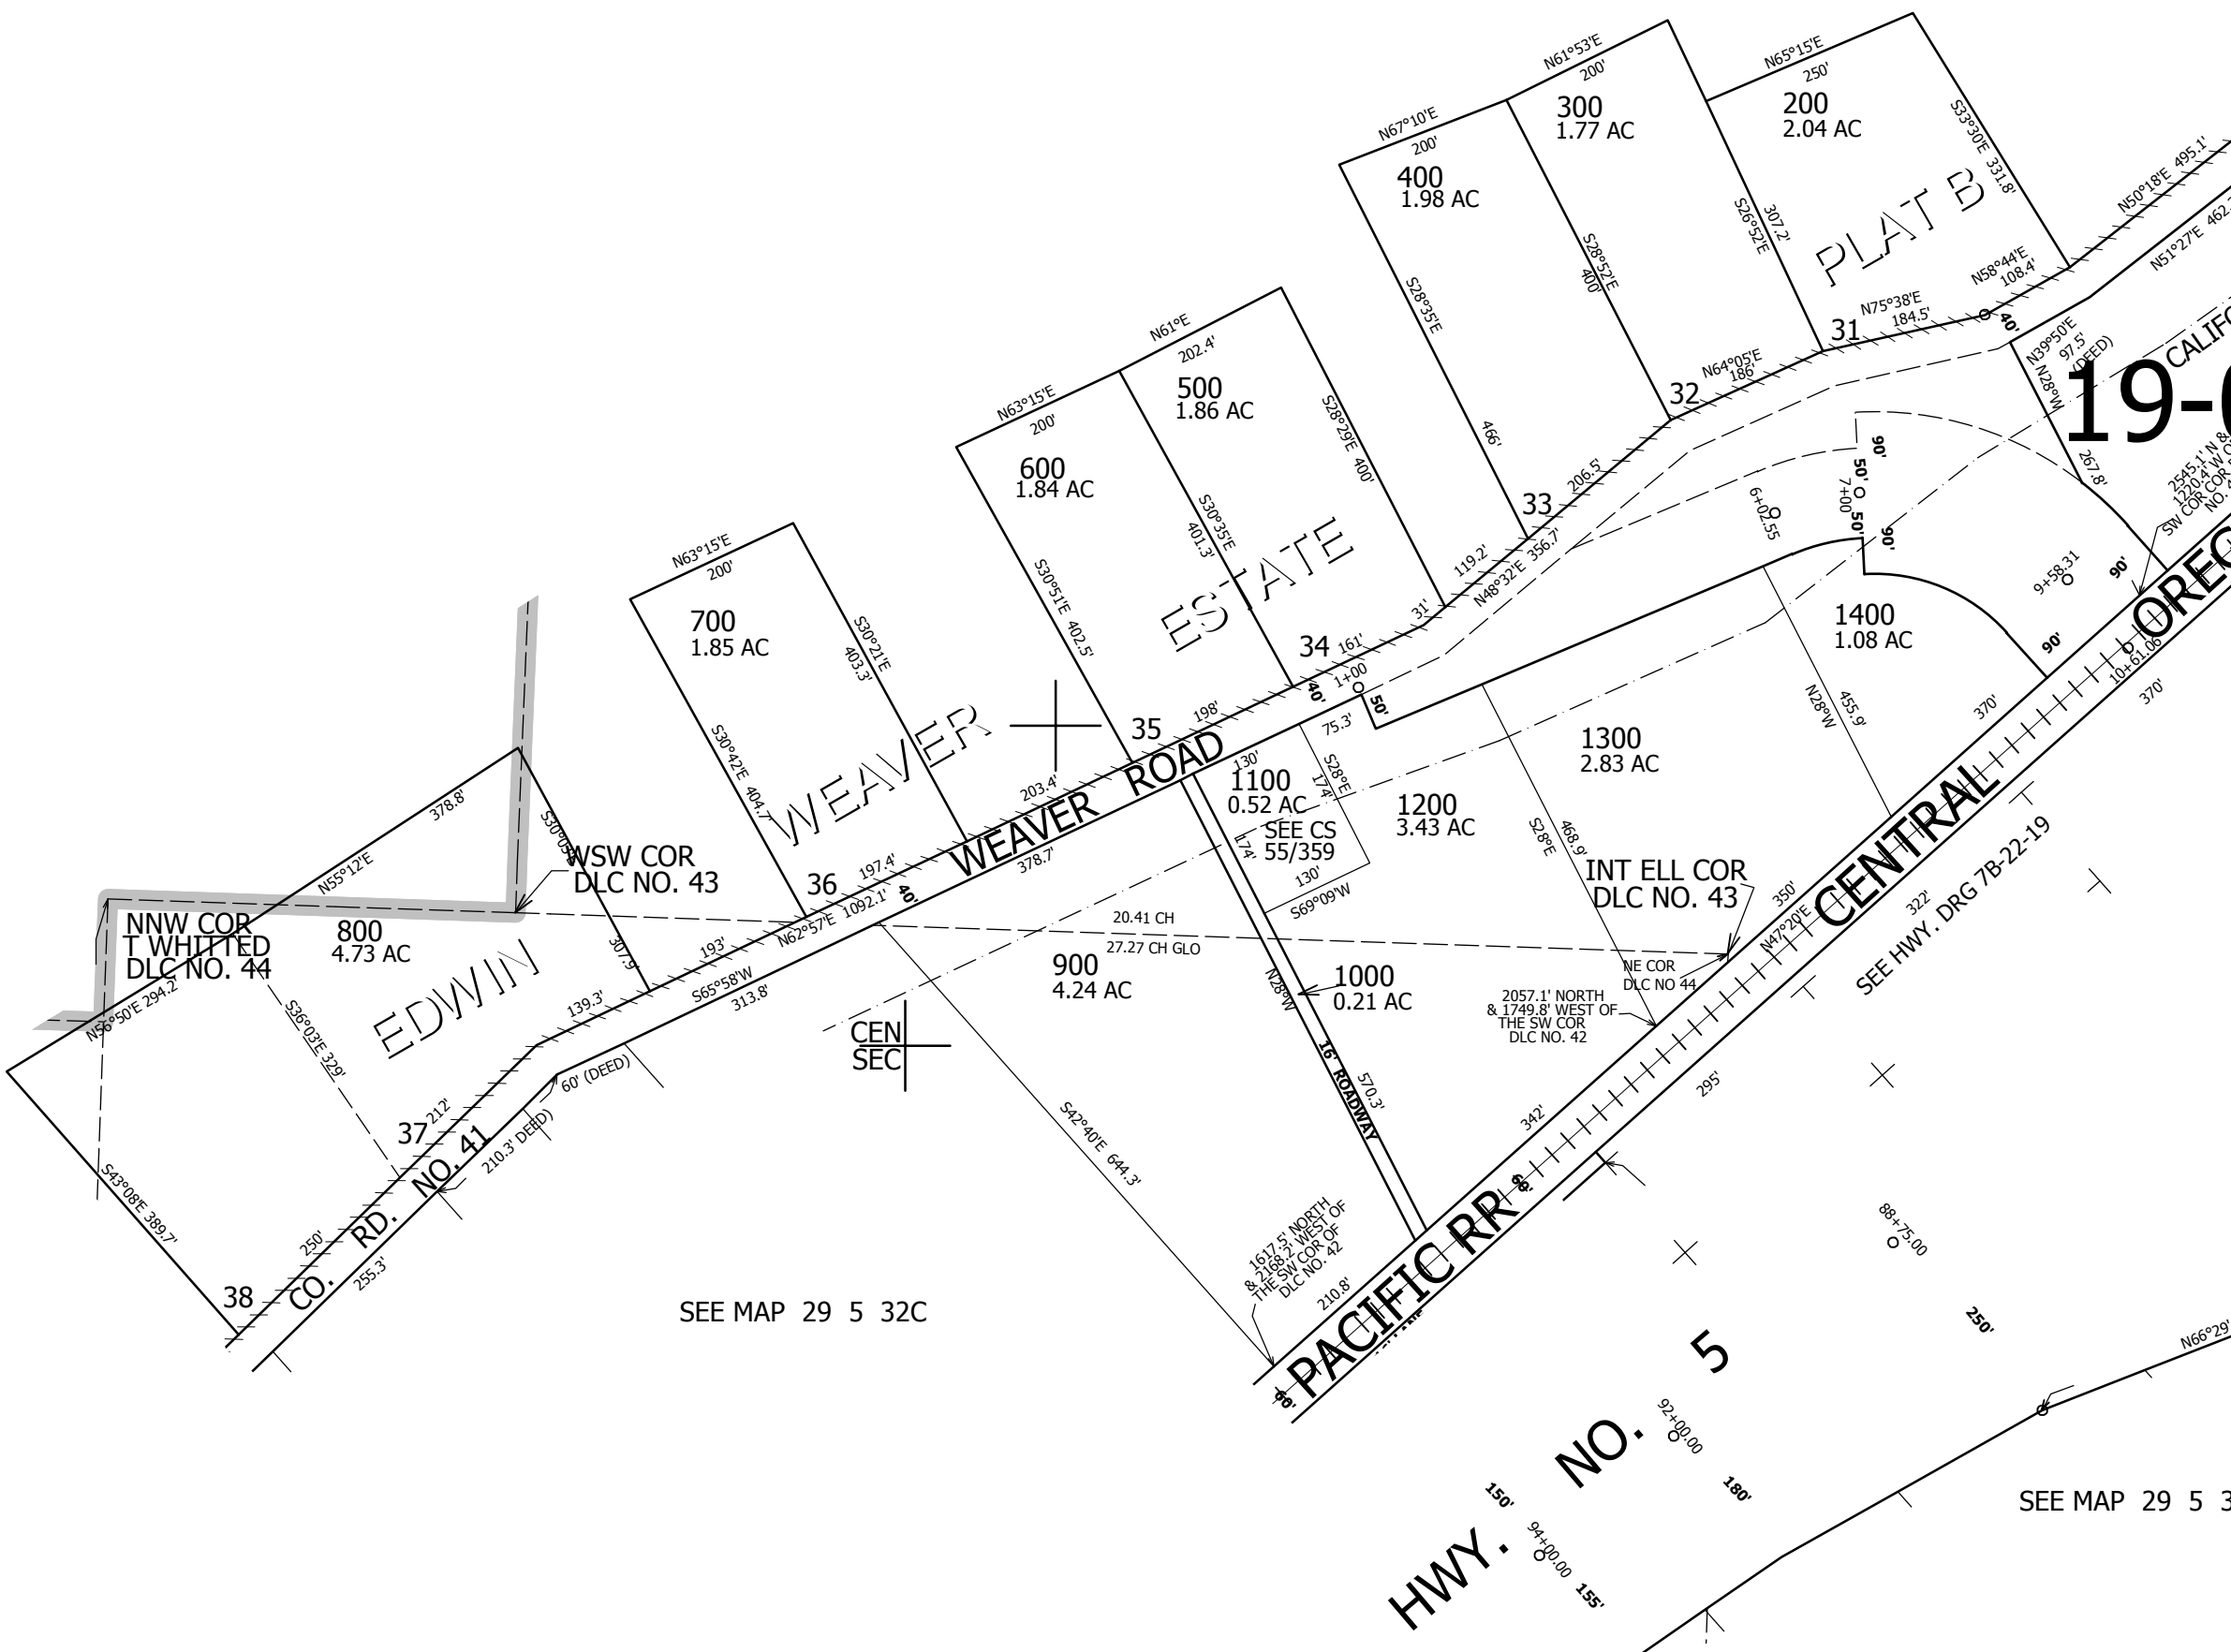 N65°15'E
250'
200
2.04 AC
S33°30'E 331.8'
N61°53'E
200'
300
1.77 AC
307.2'
S26°52'E
N67°10'E
200'
400
1.98 AC
S28°52'E
400'
S28°35'E
466'
PLAT B
N50°18'E 495.1'
N58°44'E
108.4'
N75°38'E
184.5'
31
40'
N64°05'E
186'
32
206.5'
33
119.2'
N48°32'E 356.7'
N39°50'E
97.5'
(DEED)
N28°W
267.8'
90'
50'
7+00
50'
90'
6+02.55
9+58.31
90'
90'
10+61.06
N61°E
202.4'
500
1.86 AC
S28°29'E 400'
N63°15'E
200'
600
1.84 AC
S30°35'E
401.3'
S30°51'E 402.5'
ESTATE
31'
161'
34
1+00
40'
50'
75.3'
198'
35
130'
N63°15'E
200'
700
1.85 AC
S30°21'E
403.3'
S30°42'E 404.7'
WEAVER
203.4'
WEAVER ROAD
378.7'
197.4'
36
40'
1092.1'
N62°57'E
193'
S65°58'W
313.8'
139.3'
1400
1.08 AC
455.9'
N28°W
370'
370'
1300
2.83 AC
468.9'
S28°E
1200
3.43 AC
1100
0.52 AC
SEE CS
55/359
S28°E
174'
174'
130'
S69°09'W
INT ELL COR
DLC NO. 43
350'
N47°20'E
322'
SEE HWY. DRG 7B-22-19
NE COR
DLC NO 44
2057.1' NORTH
& 1749.8' WEST OF
THE SW COR
DLC NO. 42
295'
342'
20.41 CH
27.27 CH GLO
900
4.24 AC
1000
0.21 AC
N28°W
16' ROADWAY
570.3'
S42°40'E 644.3'
CEN
SEC
378.8'
N55°12'E
WSW COR
DLC NO. 43
NNW COR
T WHITTED
DLC NO. 44
800
4.73 AC
307.9'
N56°50'E 294.2'
S36°03'E 329'
EDWIN
S43°08'E 389.7'
60' (DEED)
212'
37
210.3' DEED)
CO. RD. NO. 41
250'
255.3'
38
SEE MAP 29 5 32C
1617.5' NORTH
& 2168.2' WEST OF
THE SW COR OF
DLC NO. 42
210.8'
60'
60'
PACIFIC RR
CENTRAL
88+75.00
250'
HWY. NO. 5
92+00.00
180'
150'
94+00.00
155'